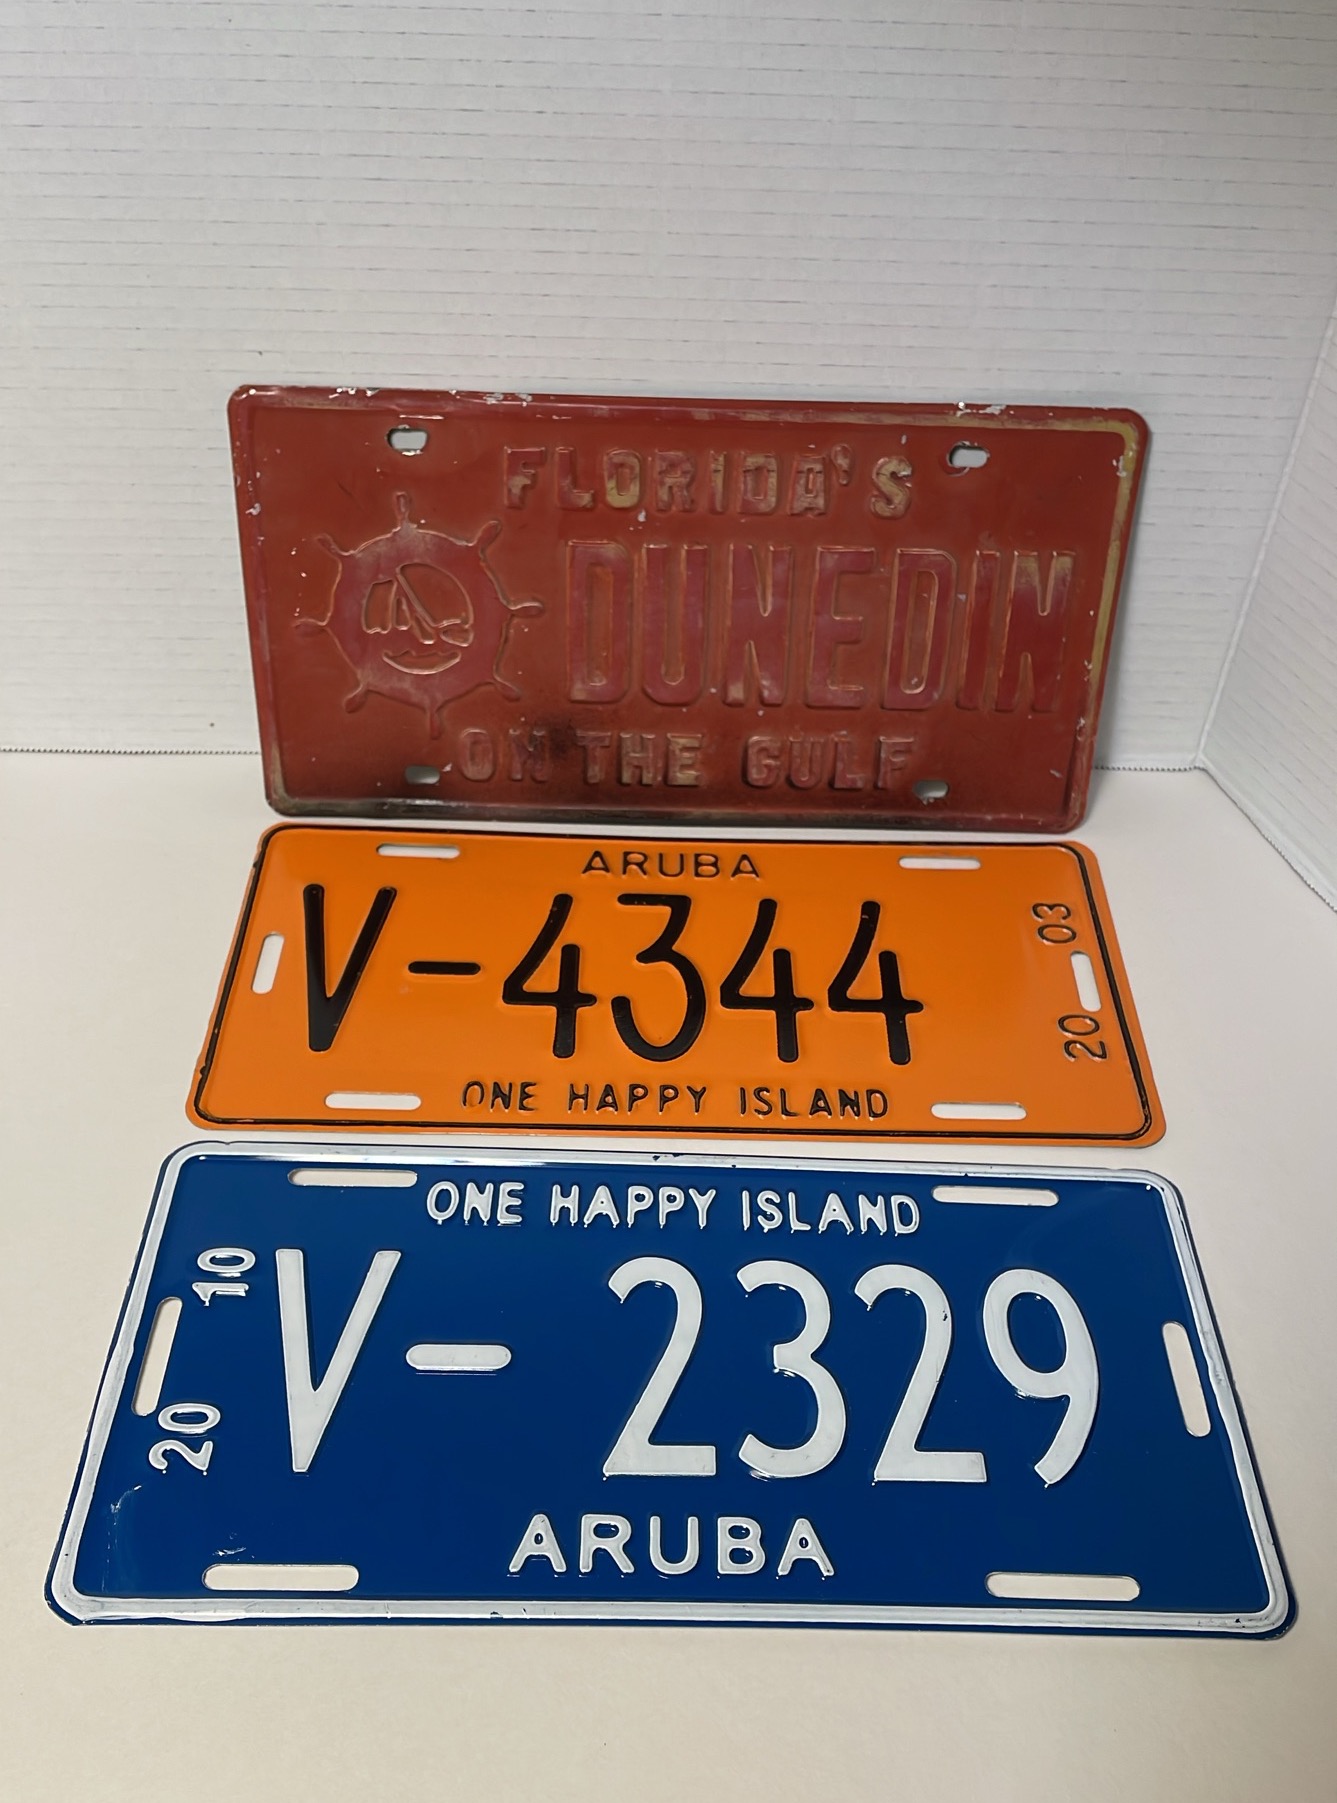 FLORIDA'S
DUNEDIN
ON THE GULF
ARUBA
V-4344
20 03
ONE HAPPY ISLAND
ONE HAPPY ISLAND
20 10
V-2329
ARUBA